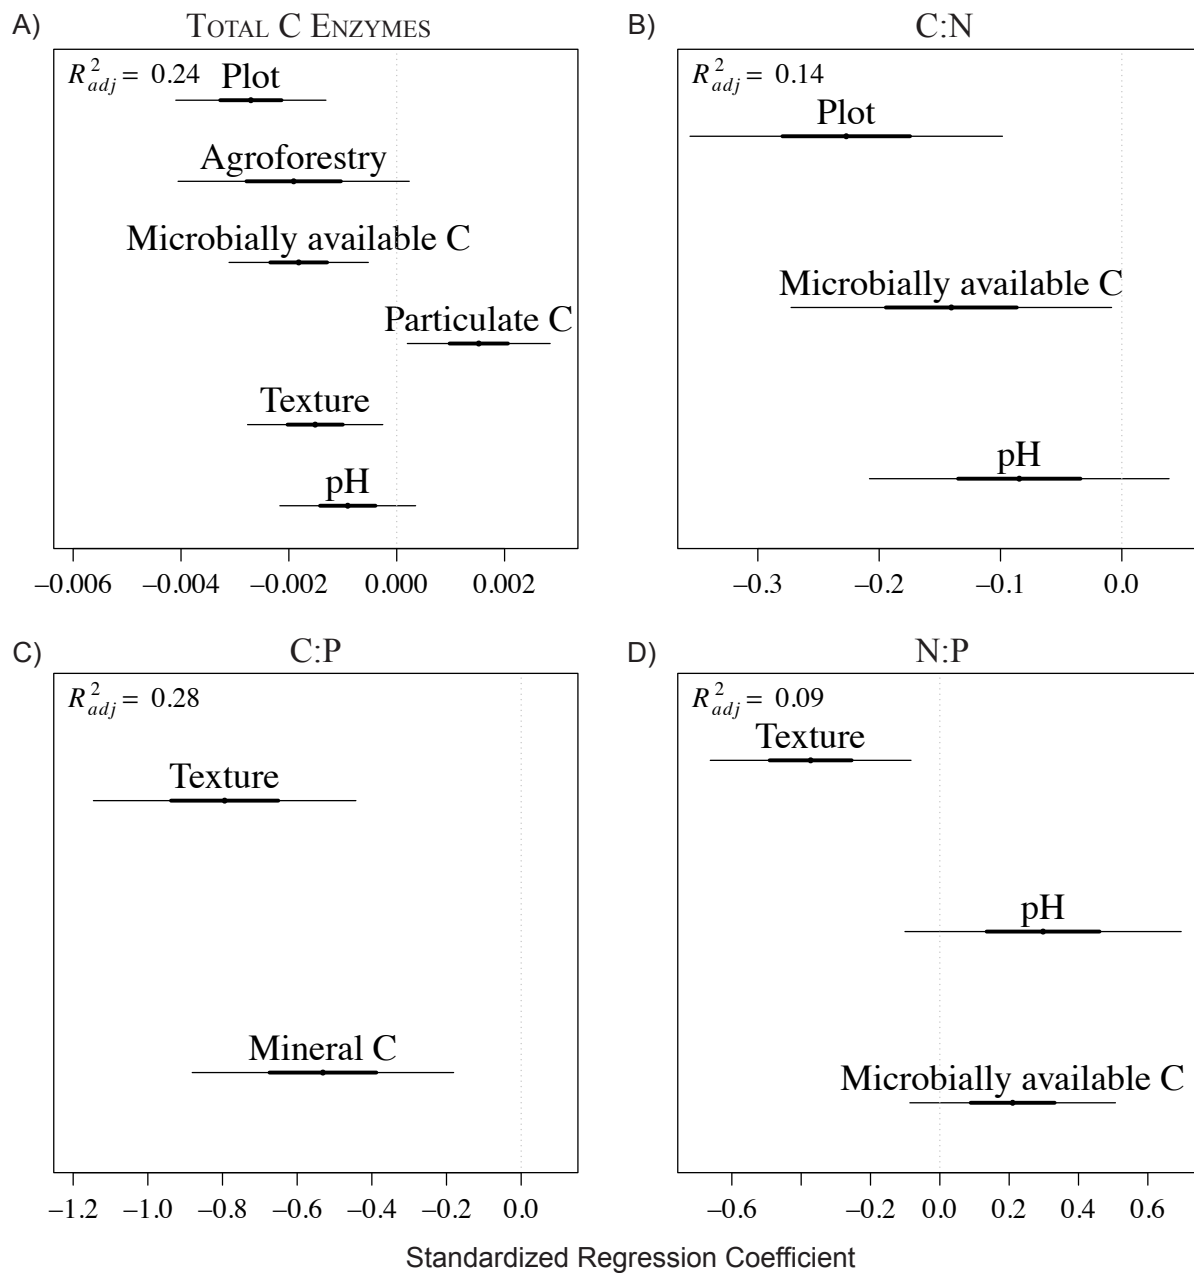 A)
TOTAL C ENZYMES
R²adj = 0.24
Plot
Agroforestry
Microbially available C
Particulate C
Texture
pH
−0.006 −0.004 −0.002 0.000 0.002
B)
C:N
R²adj = 0.14
Plot
Microbially available C
pH
−0.3 −0.2 −0.1 0.0
C)
C:P
R²adj = 0.28
Texture
Mineral C
−1.2 −1.0 −0.8 −0.6 −0.4 0.0
D)
N:P
R²adj = 0.09
Texture
pH
Microbially available C
−0.6 −0.2 0.0 0.2 0.4 0.6
Standardized Regression Coefficient